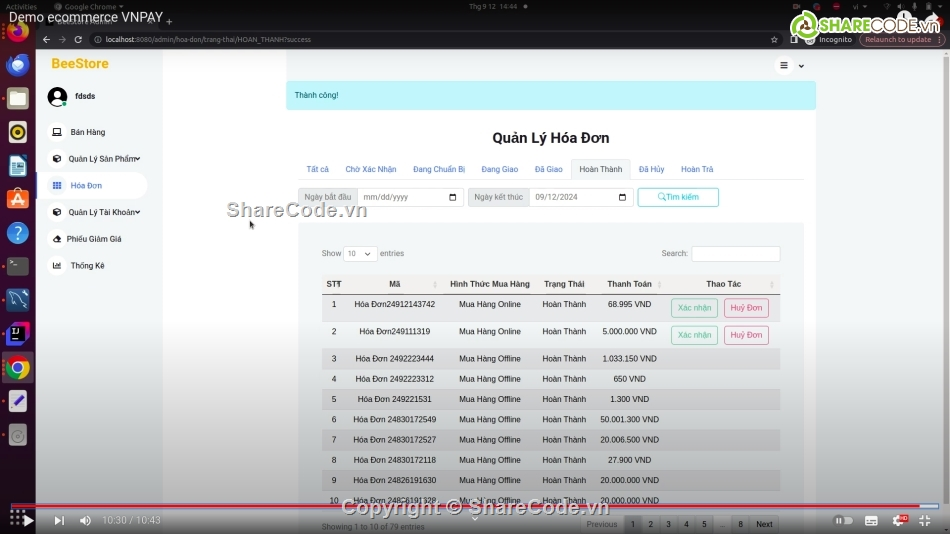 Activities Google Chrome Thg 9 12 14:44 vi
Demo ecommerce VNPAY
SHARECODE.vn
localhost:8080/admin/hoa-don/trang-thai/HOAN_THANH?success
Incognito Relaunch to update
BeeStore
fdsds
Bán Hàng
Quản Lý Sản Phẩm
Hóa Đơn
Quản Lý Tài Khoản
Phiếu Giảm Giá
Thống Kê
Thành công!
Quản Lý Hóa Đơn
Tất cả Chờ Xác Nhận Đang Chuẩn Bị Đang Giao Đã Giao Hoàn Thành Đã Hủy Hoàn Trả
Ngày bắt đầu mm/dd/yyyy Ngày kết thúc 09/12/2024 Tìm kiếm
ShareCode.vn
Show 10 entries Search:
STT Mã Hình Thức Mua Hàng Trạng Thái Thanh Toán Thao Tác
1 Hóa Đơn24912143742 Mua Hàng Online Hoàn Thành 68.995 VND Xác nhận Huỷ Đơn
2 Hóa Đơn249111319 Mua Hàng Online Hoàn Thành 5.000.000 VND Xác nhận Huỷ Đơn
3 Hóa Đơn 2492223444 Mua Hàng Offline Hoàn Thành 1.033.150 VND
4 Hóa Đơn 2492223312 Mua Hàng Offline Hoàn Thành 650 VND
5 Hóa Đơn 249221531 Mua Hàng Offline Hoàn Thành 1.300 VND
6 Hóa Đơn 24830172549 Mua Hàng Offline Hoàn Thành 50.001.300 VND
7 Hóa Đơn 24830172527 Mua Hàng Offline Hoàn Thành 20.006.500 VND
8 Hóa Đơn 24830172118 Mua Hàng Offline Hoàn Thành 27.900 VND
9 Hóa Đơn 24826191630 Mua Hàng Offline Hoàn Thành 20.000.000 VND
10 Hóa Đơn Mua Hàng Offline Hoàn Thành 20.000.000 VND
Copyright © ShareCode.vn
10:30 / 10:43 HD
Showing 1 to 10 of 79 entries Previous 1 2 3 4 5 ... 8 Next